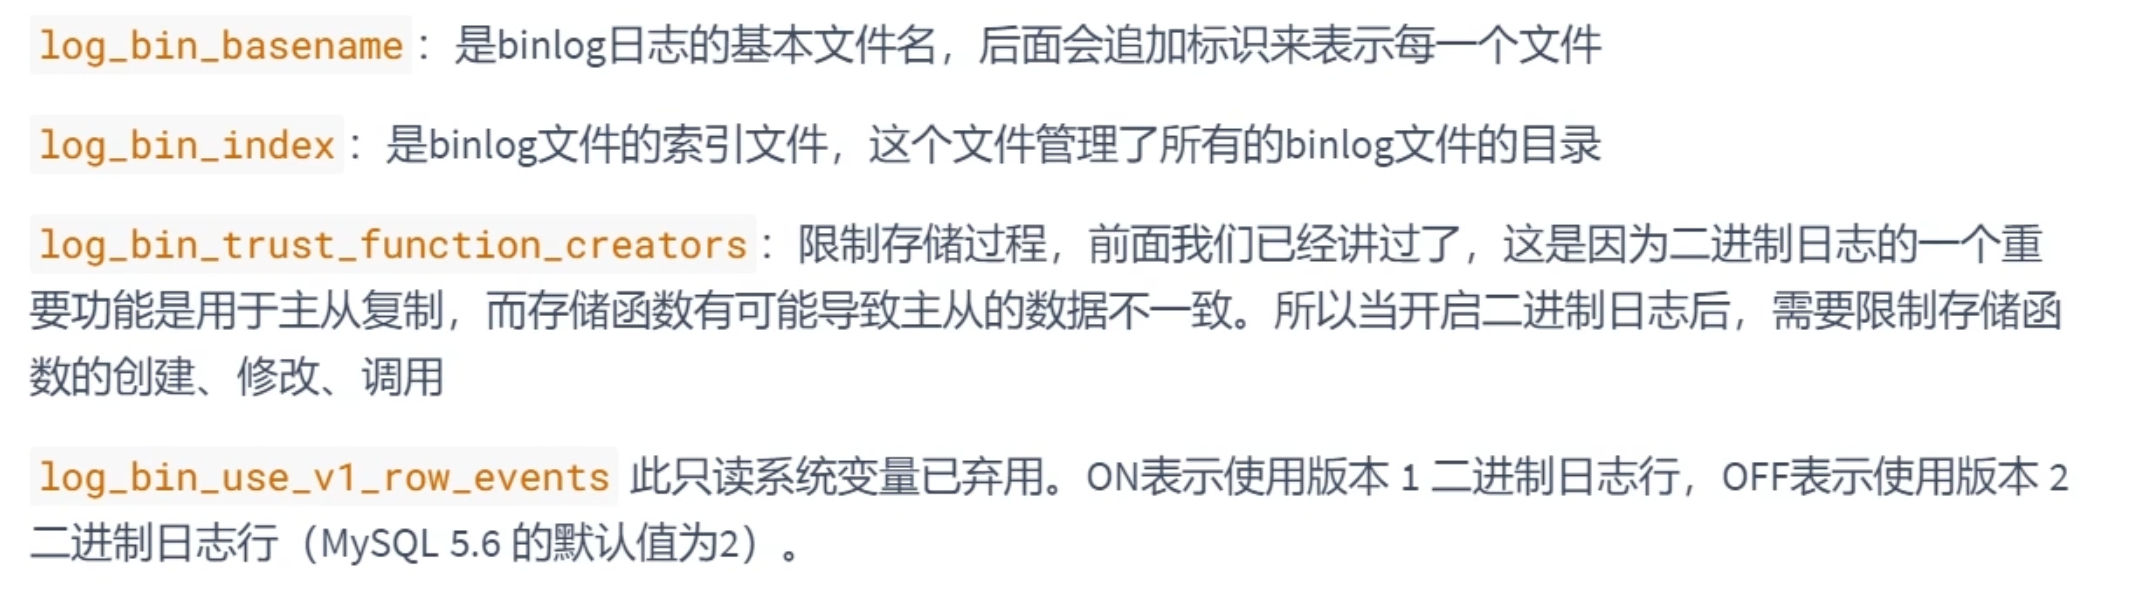 log_bin_basename：是binlog日志的基本文件名，后面会追加标识来表示每一个文件
log_bin_index：是binlog文件的索引文件，这个文件管理了所有的binlog文件的目录
log_bin_trust_function_creators：限制存储过程，前面我们已经讲过了，这是因为二进制日志的一个重
要功能是用于主从复制，而存储函数有可能导致主从的数据不一致。所以当开启二进制日志后，需要限制存储函
数的创建、修改、调用
log_bin_use_v1_row_events 此只读系统变量已弃用。ON表示使用版本 1 二进制日志行，OFF表示使用版本 2
二进制日志行（MySQL 5.6 的默认值为2）。